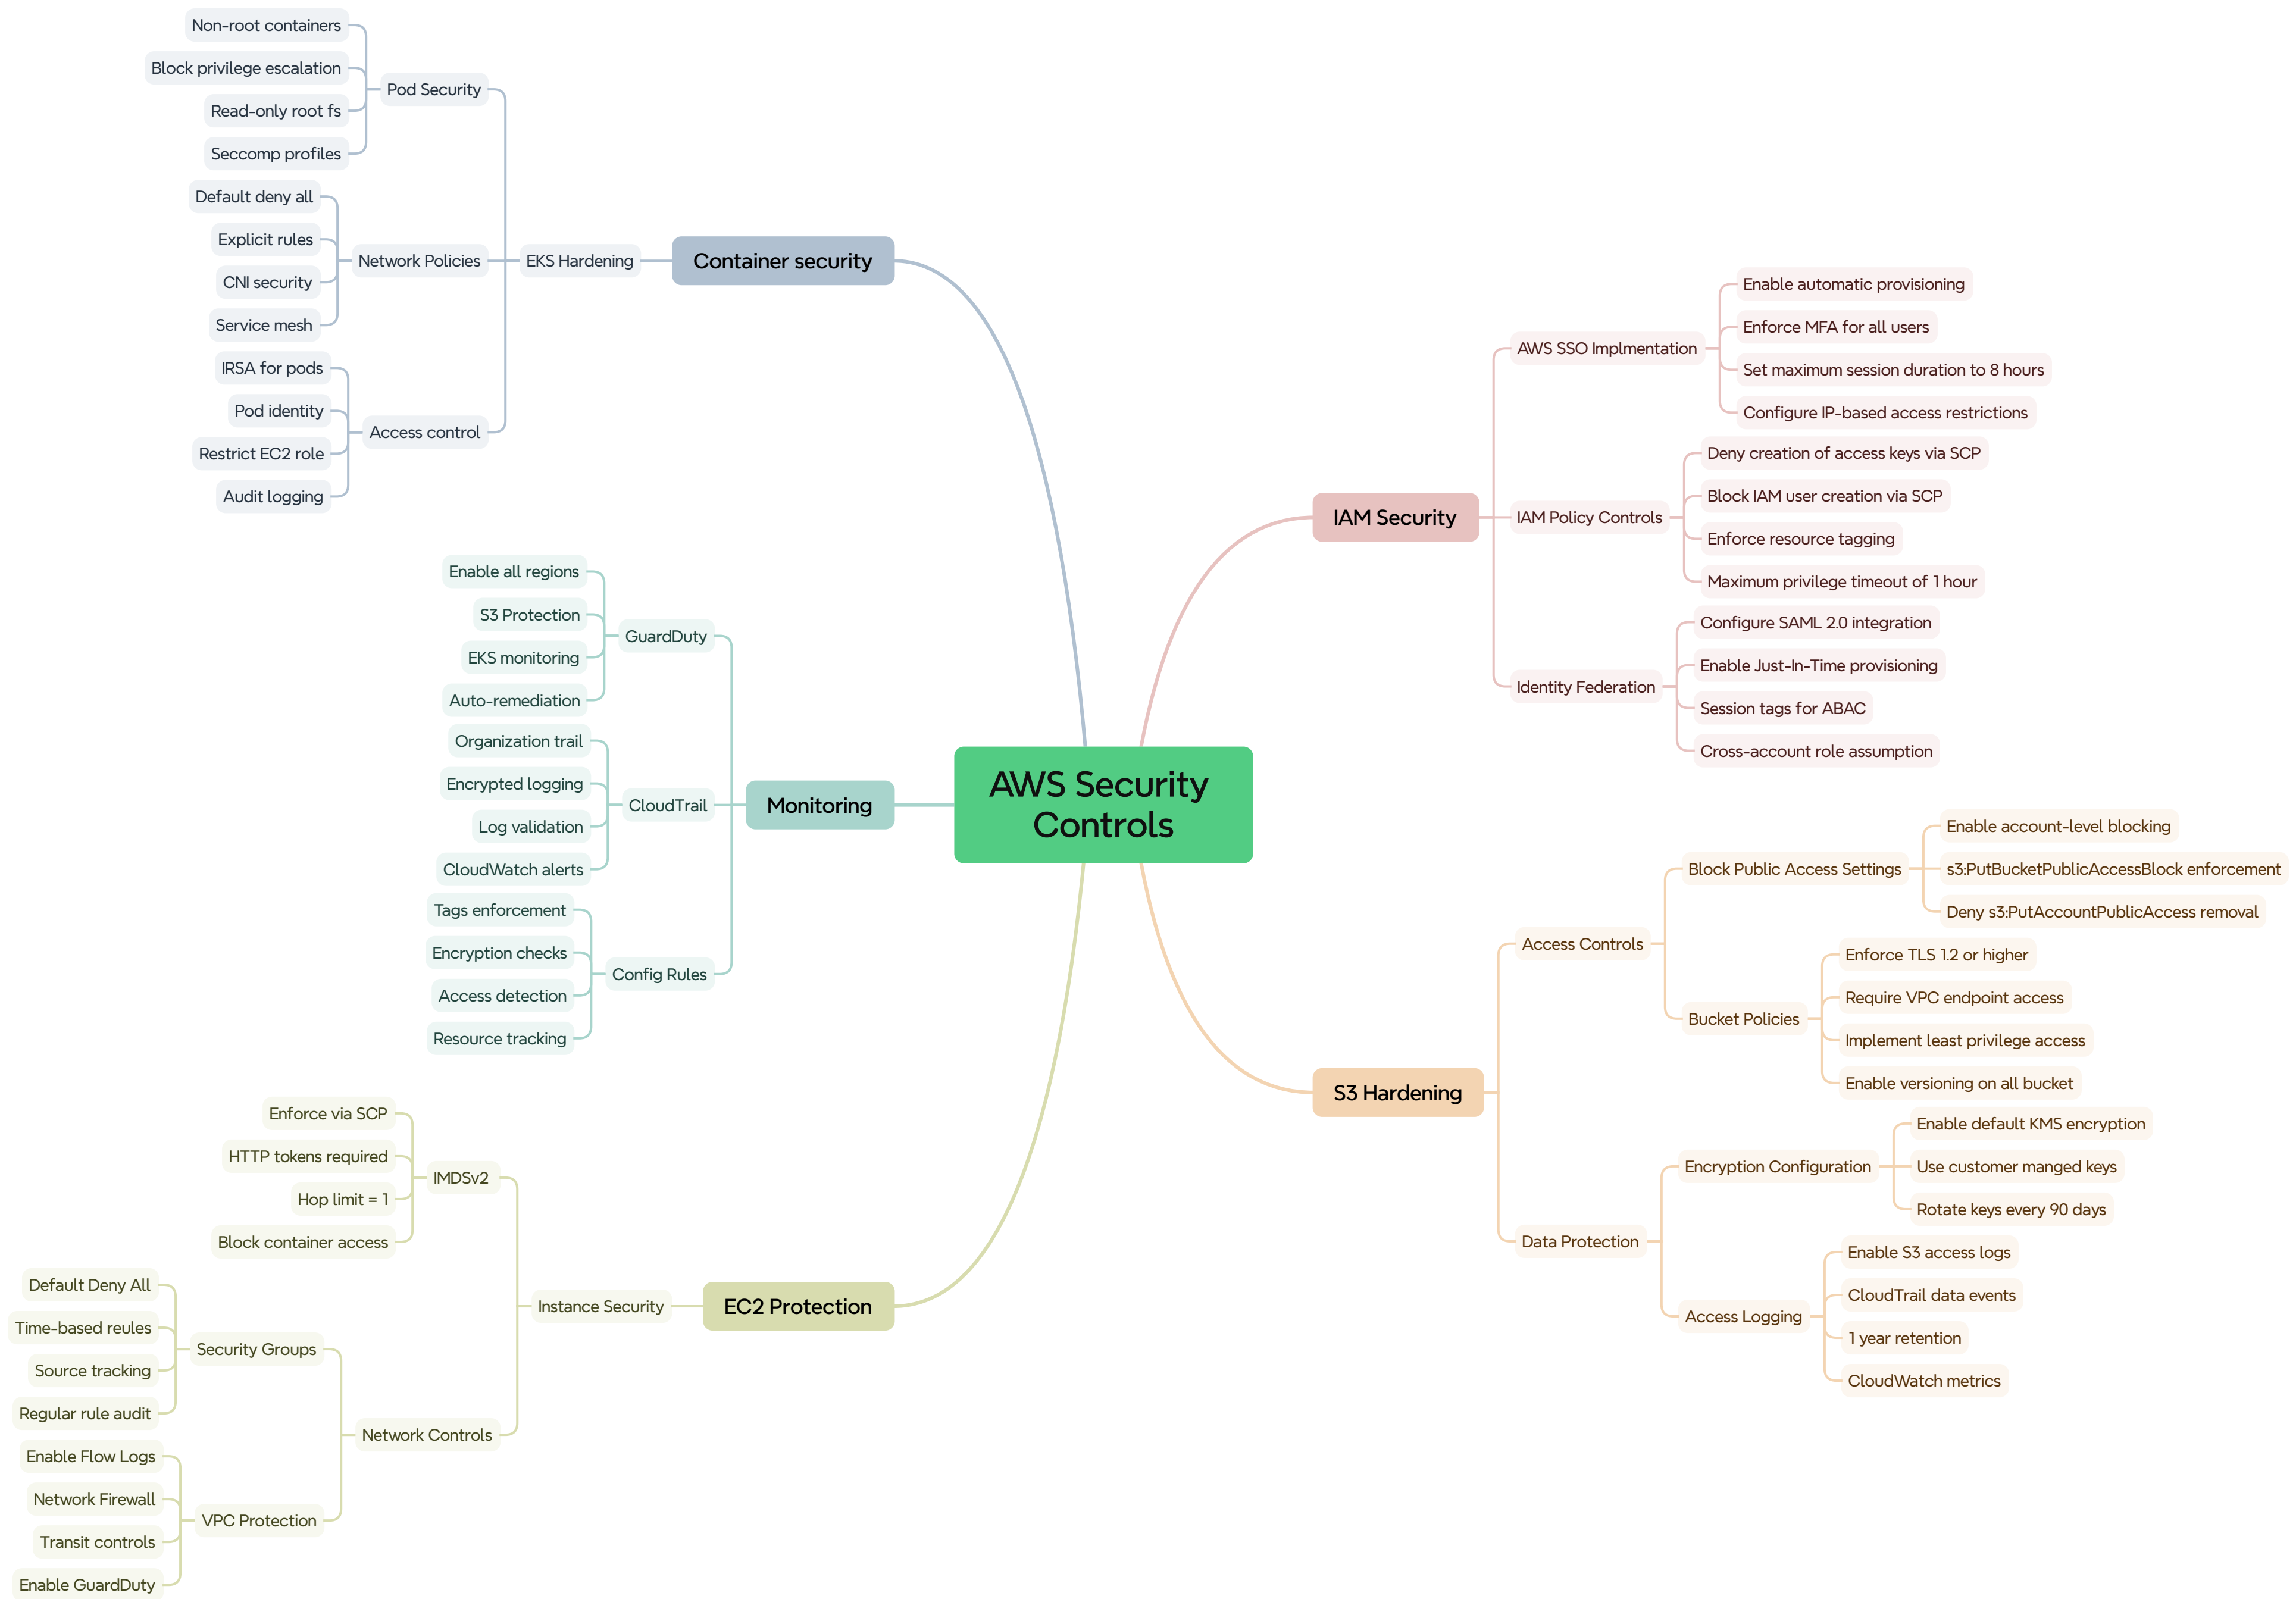 AWS Security
Controls
Container security
EKS Hardening
Pod Security
Non-root containers
Block privilege escalation
Read-only root fs
Seccomp profiles
Network Policies
Default deny all
Explicit rules
CNI security
Service mesh
Access control
IRSA for pods
Pod identity
Restrict EC2 role
Audit logging
Monitoring
GuardDuty
Enable all regions
S3 Protection
EKS monitoring
Auto-remediation
CloudTrail
Organization trail
Encrypted logging
Log validation
CloudWatch alerts
Config Rules
Tags enforcement
Encryption checks
Access detection
Resource tracking
EC2 Protection
Instance Security
IMDSv2
Enforce via SCP
HTTP tokens required
Hop limit = 1
Block container access
Network Controls
Security Groups
Default Deny All
Time-based reules
Source tracking
Regular rule audit
VPC Protection
Enable Flow Logs
Network Firewall
Transit controls
Enable GuardDuty
IAM Security
AWS SSO Implmentation
Enable automatic provisioning
Enforce MFA for all users
Set maximum session duration to 8 hours
Configure IP-based access restrictions
IAM Policy Controls
Deny creation of access keys via SCP
Block IAM user creation via SCP
Enforce resource tagging
Maximum privilege timeout of 1 hour
Identity Federation
Configure SAML 2.0 integration
Enable Just-In-Time provisioning
Session tags for ABAC
Cross-account role assumption
S3 Hardening
Access Controls
Block Public Access Settings
Enable account-level blocking
s3:PutBucketPublicAccessBlock enforcement
Deny s3:PutAccountPublicAccess removal
Bucket Policies
Enforce TLS 1.2 or higher
Require VPC endpoint access
Implement least privilege access
Enable versioning on all bucket
Data Protection
Encryption Configuration
Enable default KMS encryption
Use customer manged keys
Rotate keys every 90 days
Access Logging
Enable S3 access logs
CloudTrail data events
1 year retention
CloudWatch metrics